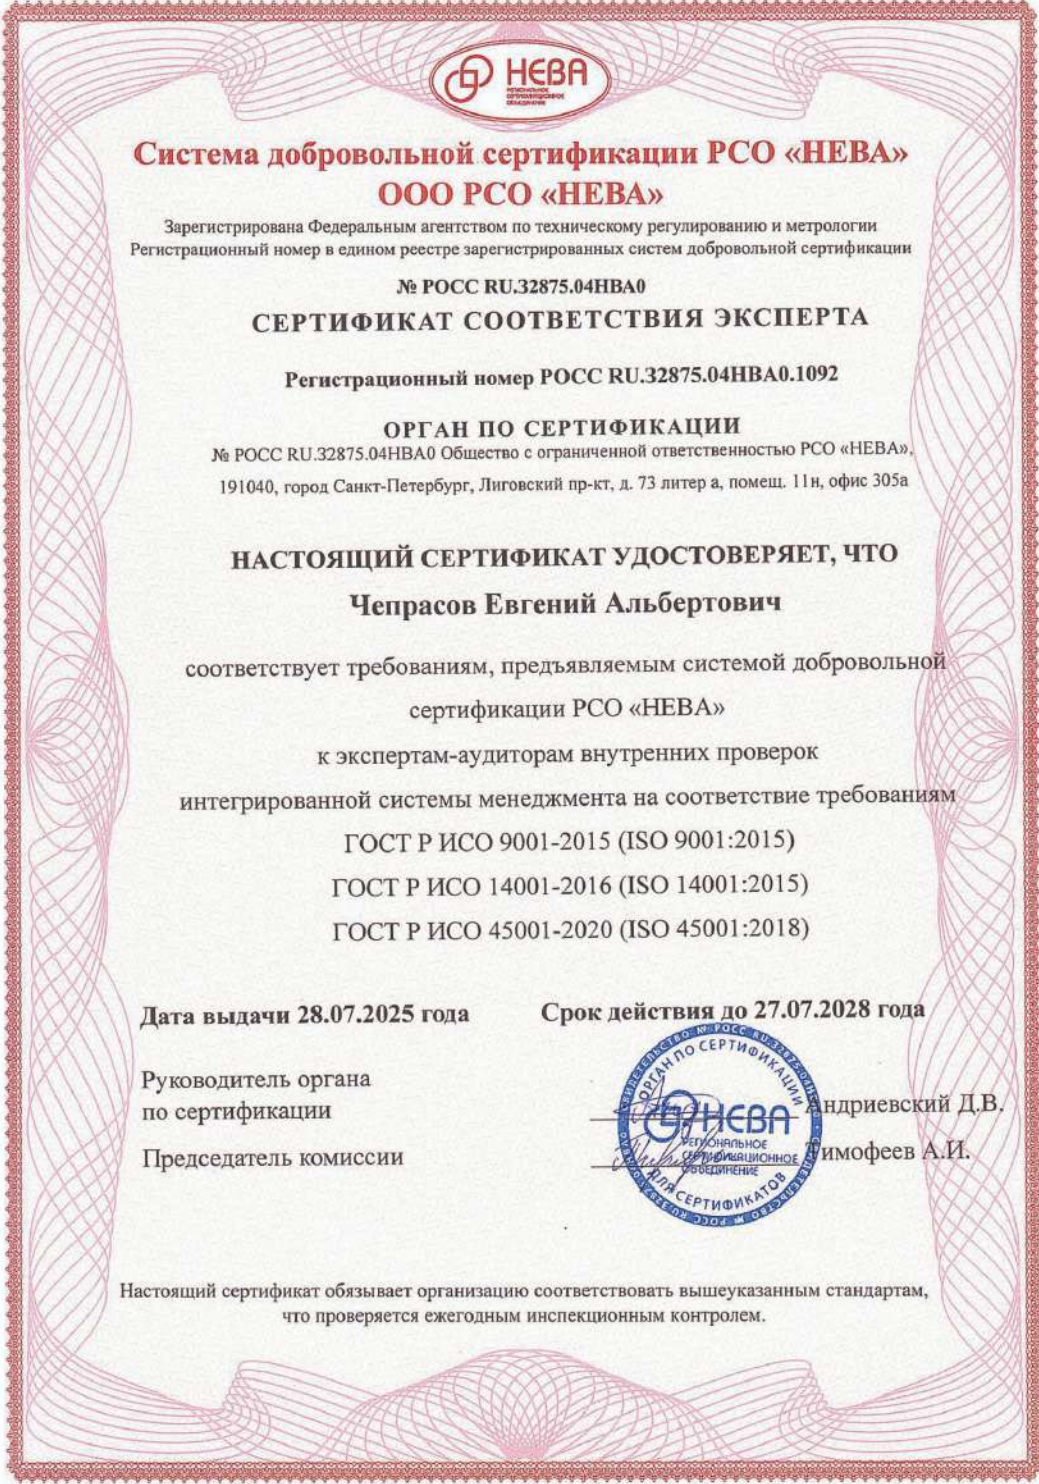 НЕВА
РЕГИОНАЛЬНОЕ
СЕРТИФИКАЦИОННОЕ
ОБЪЕДИНЕНИЕ
Система добровольной сертификации РСО «НЕВА»
ООО РСО «НЕВА»
Зарегистрирована Федеральным агентством по техническому регулированию и метрологии
Регистрационный номер в едином реестре зарегистрированных систем добровольной сертификации
№ РОСС RU.32875.04НВА0
СЕРТИФИКАТ СООТВЕТСТВИЯ ЭКСПЕРТА
Регистрационный номер РОСС RU.32875.04НВА0.1092
ОРГАН ПО СЕРТИФИКАЦИИ
№ РОСС RU.32875.04НВА0 Общество с ограниченной ответственностью РСО «НЕВА»,
191040, город Санкт-Петербург, Лиговский пр-кт, д. 73 литер а, помещ. 11н, офис 305а
НАСТОЯЩИЙ СЕРТИФИКАТ УДОСТОВЕРЯЕТ, ЧТО
Чепрасов Евгений Альбертович
соответствует требованиям, предъявляемым системой добровольной
сертификации РСО «НЕВА»
к экспертам-аудиторам внутренних проверок
интегрированной системы менеджмента на соответствие требованиям
ГОСТ Р ИСО 9001-2015 (ISO 9001:2015)
ГОСТ Р ИСО 14001-2016 (ISO 14001:2015)
ГОСТ Р ИСО 45001-2020 (ISO 45001:2018)
Дата выдачи 28.07.2025 года Срок действия до 27.07.2028 года
Руководитель органа
по сертификации Андриевский Д.В.
Председатель комиссии Тимофеев А.И.
ОРГАН ПО СЕРТИФИКАЦИИ
НЕВА
РЕГИОНАЛЬНОЕ
СЕРТИФИКАЦИОННОЕ
ОБЪЕДИНЕНИЕ
ДЛЯ СЕРТИФИКАТОВ
Настоящий сертификат обязывает организацию соответствовать вышеуказанным стандартам,
что проверяется ежегодным инспекционным контролем.